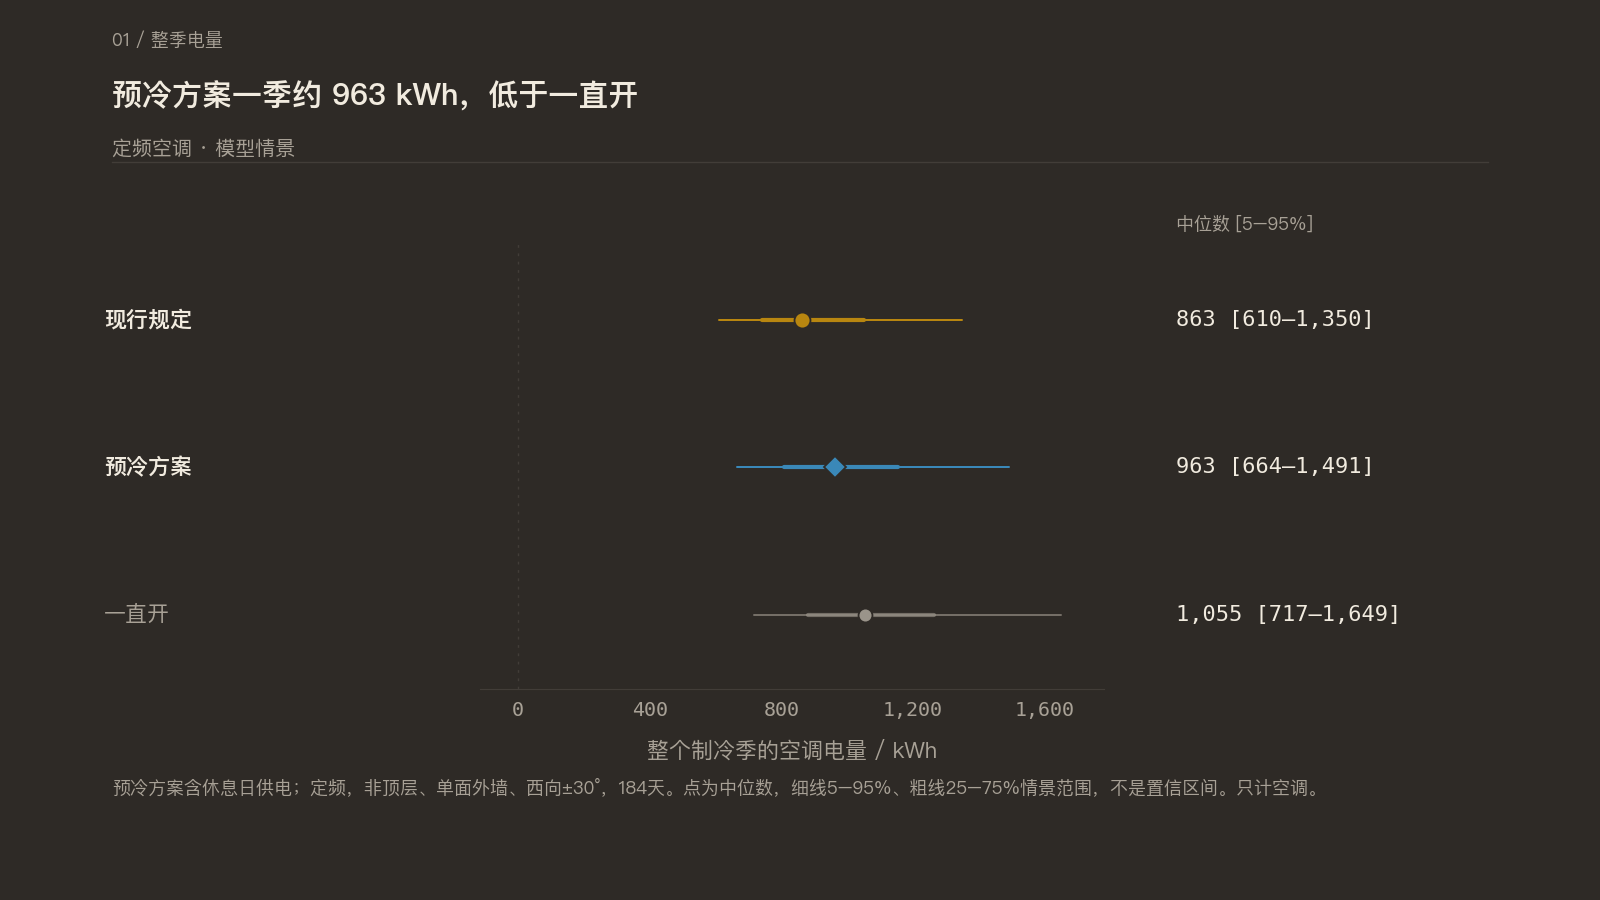 01 / 整季电量
预冷方案一季约 963 kWh，低于一直开
定频空调 · 模型情景
中位数 [5—95%]
现行规定
863 [610—1,350]
预冷方案
963 [664—1,491]
一直开
1,055 [717—1,649]
0 400 800 1,200 1,600
整个制冷季的空调电量 / kWh
预冷方案含休息日供电；定频，非顶层、单面外墙、西向±30°，184天。点为中位数，细线5—95%、粗线25—75%情景范围，不是置信区间。只计空调。